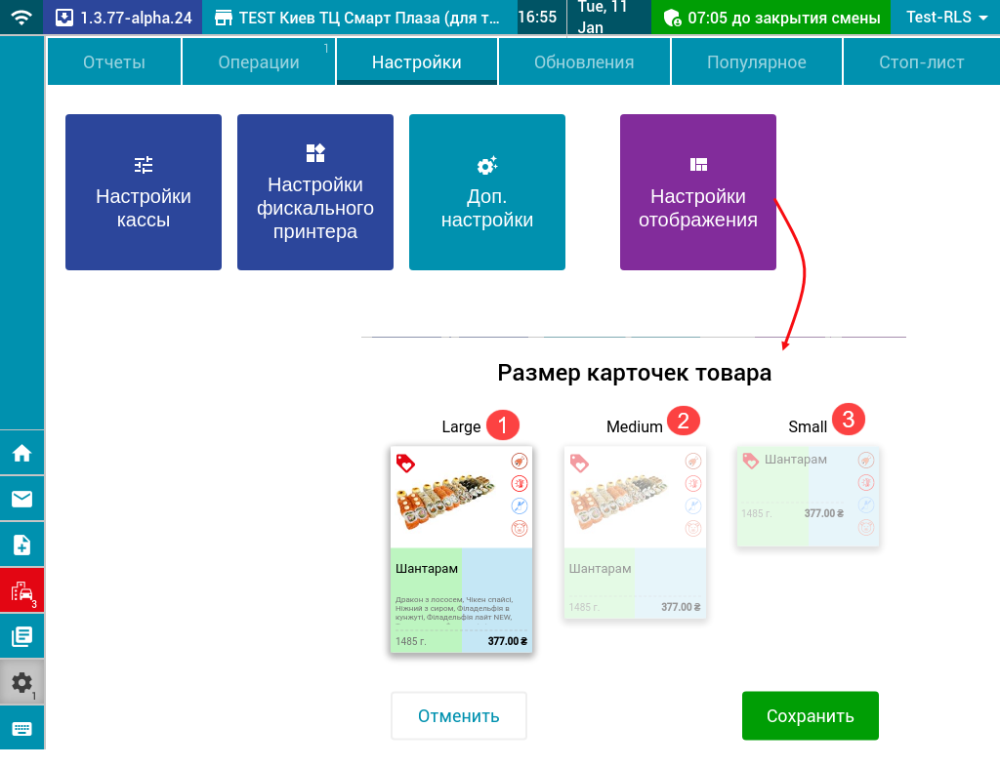 1.3.77-alpha.24
TEST Киев ТЦ Смарт Плаза (для т...
16:55
Tue, 11
Jan
07:05 до закрытия смены
Test-RLS
Отчеты
Операции
1
Настройки
Обновления
Популярное
Стоп-лист
Настройки
кассы
Настройки
фискального
принтера
Доп.
настройки
Настройки
отображения
Размер карточек товара
Large
1
Medium
2
Small
3
Шантарам
Дракон з лососем, Чікен спайсі,
Ніжний з сиром, Філадельфія в
кунжуті, Філадельфія лайт NEW,
1485 г.
377.00 ₴
Шантарам
1485 г.
377.00 ₴
Шантарам
1485 г.
377.00 ₴
3
1
Отменить
Сохранить